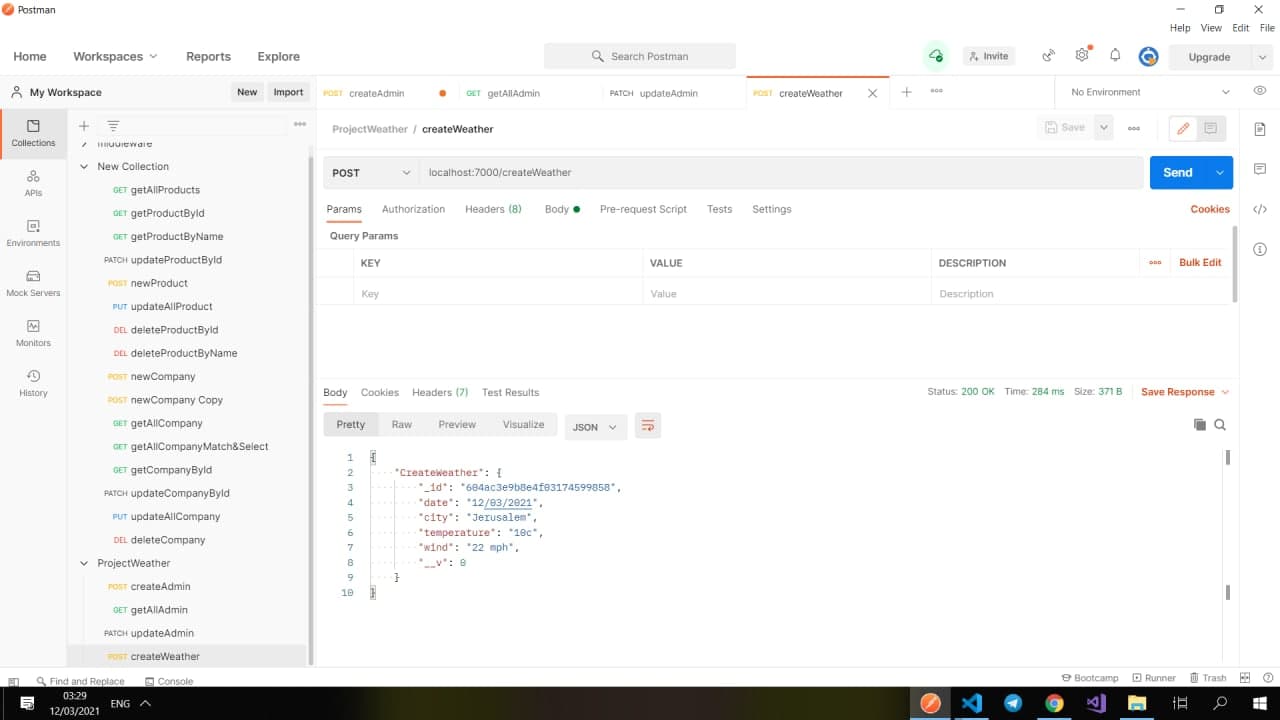 Postman
Help View Edit File
Home Workspaces Reports Explore Search Postman Invite Upgrade
My Workspace New Import POST createAdmin GET getAllAdmin PATCH updateAdmin POST createWeather No Environment
Collections
APIs
Environments
Mock Servers
Monitors
History
middleware
New Collection
GET getAllProducts
GET getProductById
GET getProductByName
PATCH updateProductById
POST newProduct
PUT updateAllProduct
DEL deleteProductById
DEL deleteProductByName
POST newCompany
POST newCompany Copy
GET getAllCompany
GET getAllCompanyMatch&Select
GET getCompanyById
PATCH updateCompanyById
PUT updateAllCompany
DEL deleteCompany
ProjectWeather
POST createAdmin
GET getAllAdmin
PATCH updateAdmin
POST createWeather
ProjectWeather / createWeather Save
POST localhost:7000/createWeather Send
Params Authorization Headers (8) Body Pre-request Script Tests Settings Cookies
Query Params
KEY VALUE DESCRIPTION Bulk Edit
Key Value Description
Body Cookies Headers (7) Test Results Status: 200 OK Time: 284 ms Size: 371 B Save Response
Pretty Raw Preview Visualize JSON
1 {
2 "CreateWeather": {
3 "_id": "604ac3e9b8e4f03174599858",
4 "date": "12/03/2021",
5 "city": "Jerusalem",
6 "temperature": "10c",
7 "wind": "22 mph",
8 "__v": 0
9 }
10 }
Find and Replace Console Bootcamp Runner Trash
03:29
12/03/2021
ENG